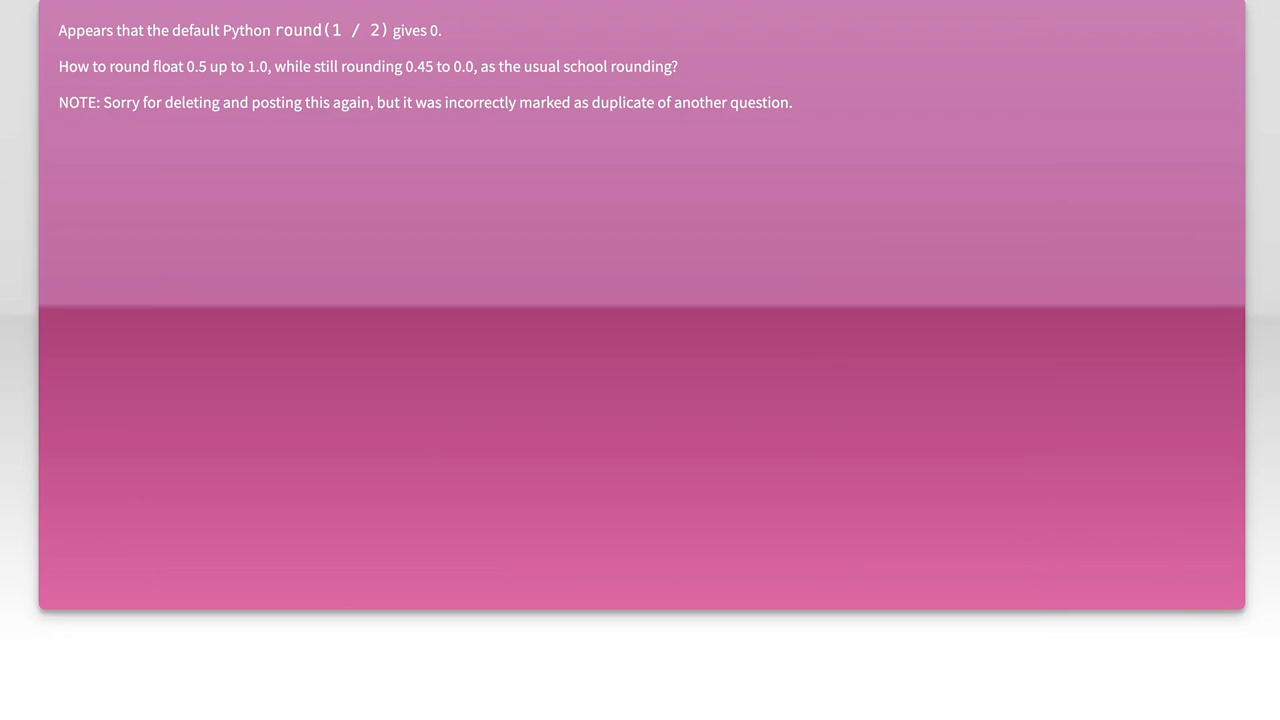 Appears that the default Python round(1 / 2) gives 0.
How to round float 0.5 up to 1.0, while still rounding 0.45 to 0.0, as the usual school rounding?
NOTE: Sorry for deleting and posting this again, but it was incorrectly marked as duplicate of another question.